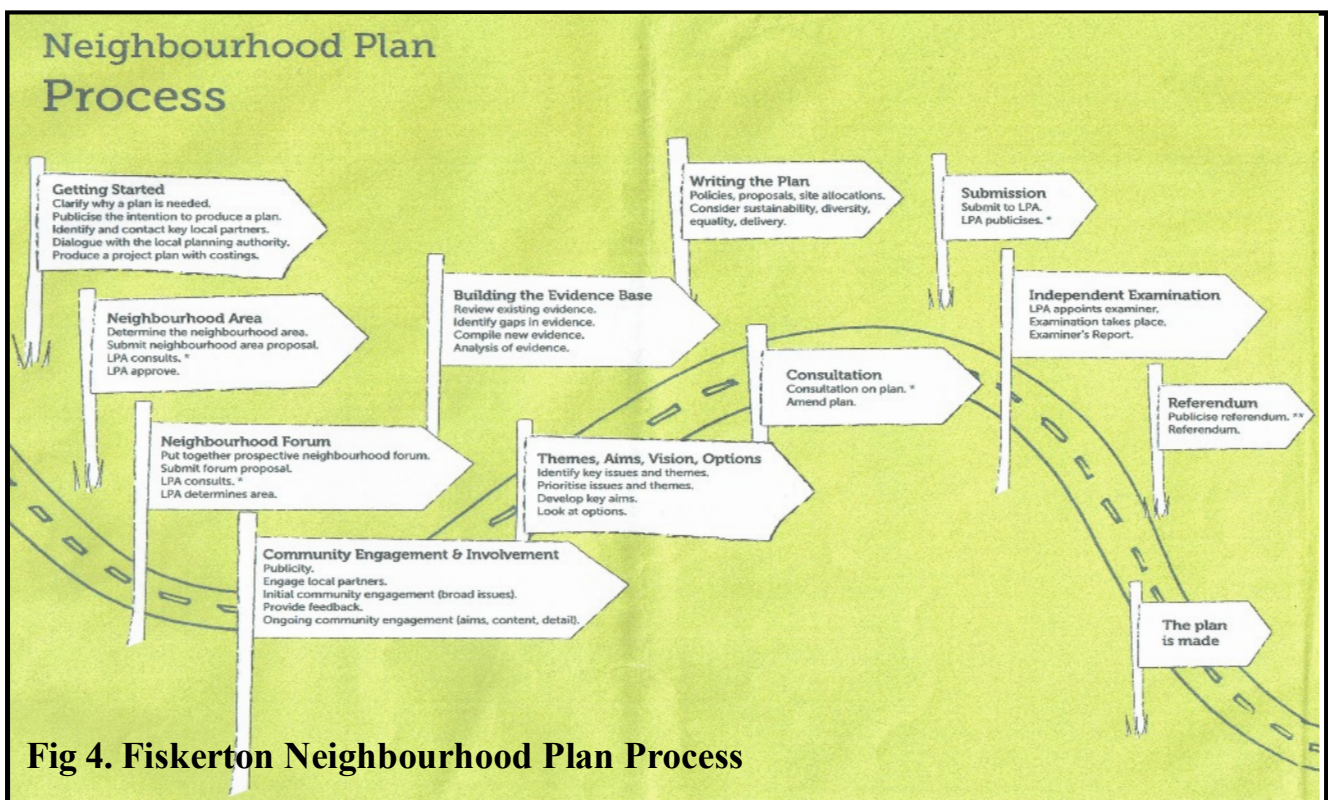 Neighbourhood Plan
Process
Getting Started
Clarify why a plan is needed.
Publicise the intention to produce a plan.
Identify and contact key local partners.
Dialogue with the local planning authority.
Produce a project plan with costings.
Neighbourhood Area
Determine the neighbourhood area.
Submit neighbourhood area proposal.
LPA consults. *
LPA approve.
Neighbourhood Forum
Put together prospective neighbourhood forum.
Submit forum proposal.
LPA consults. *
LPA determines area.
Community Engagement & Involvement
Publicity.
Engage local partners.
Initial community engagement (broad issues).
Provide feedback.
Ongoing community engagement (aims, content, detail).
Building the Evidence Base
Review existing evidence.
Identify gaps in evidence.
Compile new evidence.
Analysis of evidence.
Themes, Aims, Vision, Options
Identify key issues and themes.
Prioritise issues and themes.
Develop key aims.
Look at options.
Writing the Plan
Policies, proposals, site allocations.
Consider sustainability, diversity,
equality, delivery.
Consultation
Consultation on plan. *
Amend plan.
Submission
Submit to LPA.
LPA publicises. *
Independent Examination
LPA appoints examiner.
Examination takes place.
Examiner's Report.
Referendum
Publicise referendum. **
Referendum.
The plan
is made
Fig 4. Fiskerton Neighbourhood Plan Process